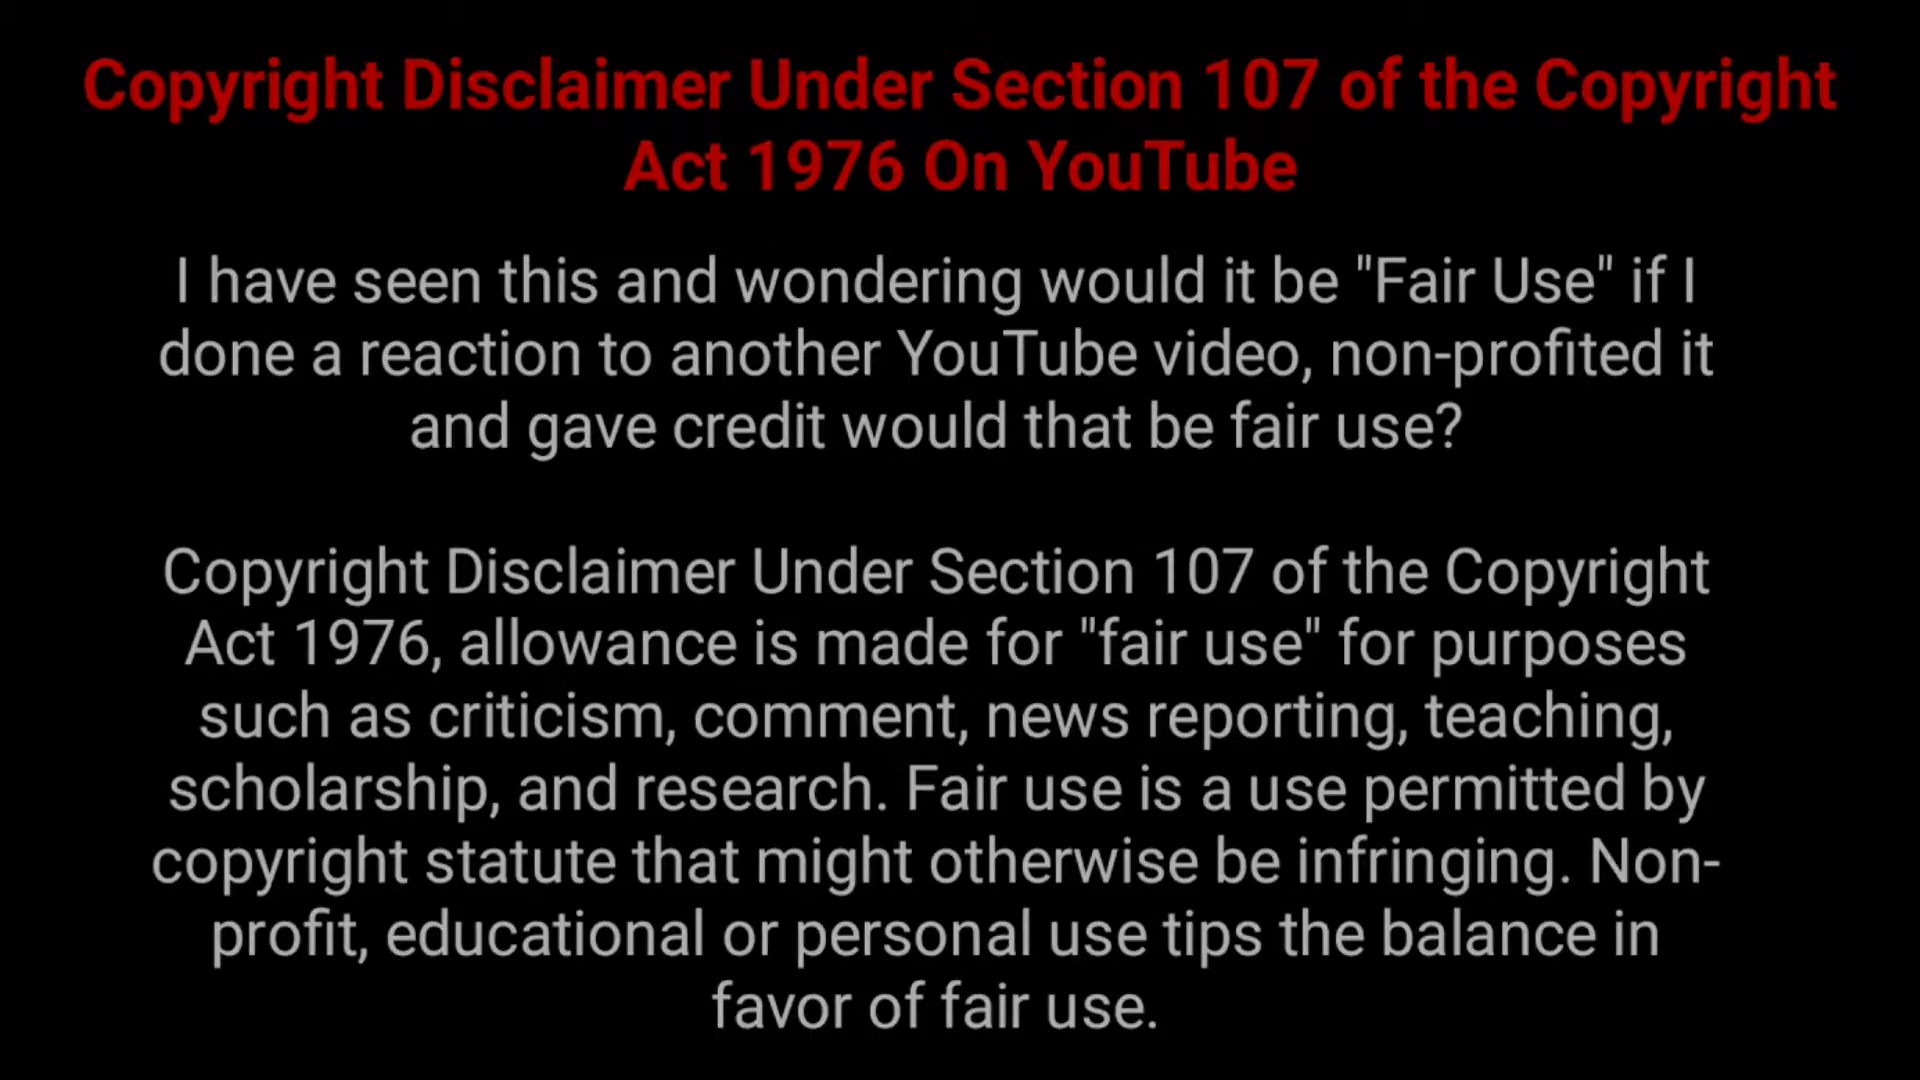 Copyright Disclaimer Under Section 107 of the Copyright
Act 1976 On YouTube
I have seen this and wondering would it be "Fair Use" if I
done a reaction to another YouTube video, non-profited it
and gave credit would that be fair use?
Copyright Disclaimer Under Section 107 of the Copyright
Act 1976, allowance is made for "fair use" for purposes
such as criticism, comment, news reporting, teaching,
scholarship, and research. Fair use is a use permitted by
copyright statute that might otherwise be infringing. Non-
profit, educational or personal use tips the balance in
favor of fair use.